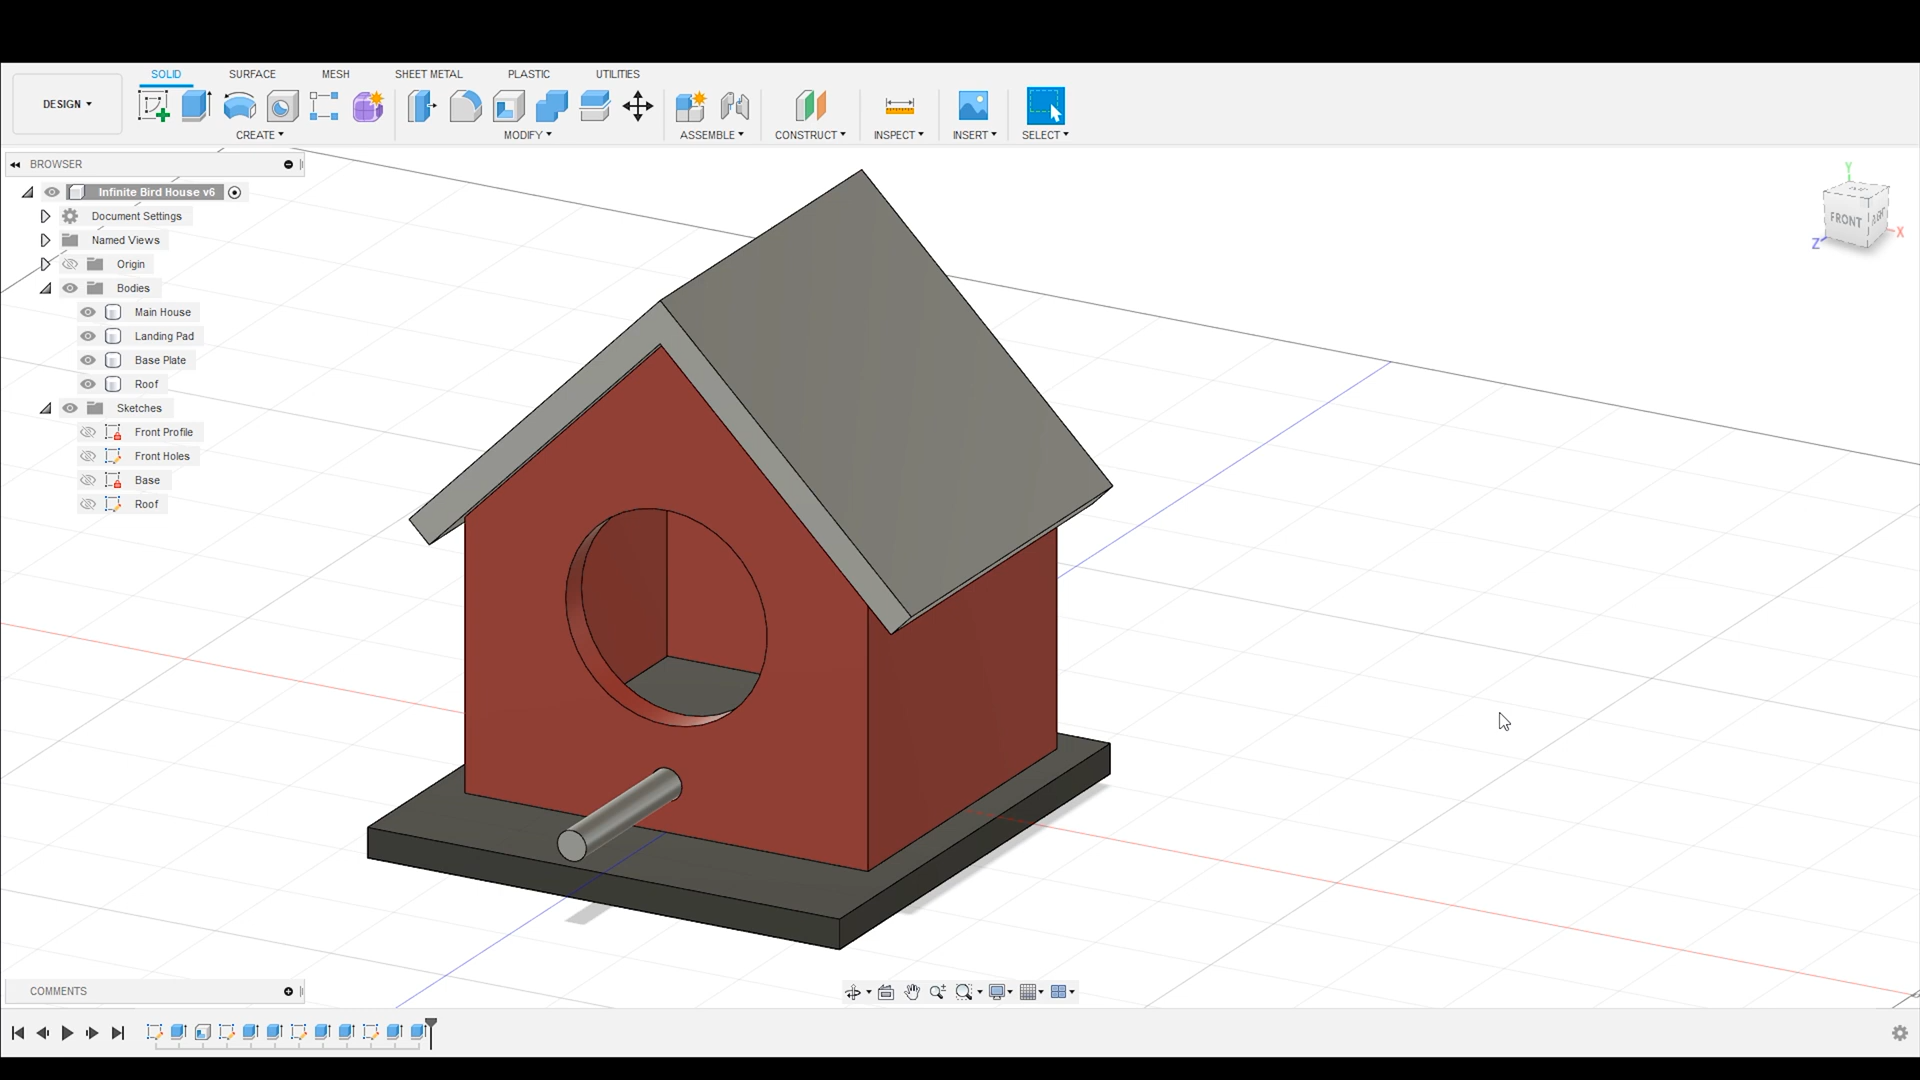 SOLID SURFACE MESH SHEET METAL PLASTIC UTILITIES
DESIGN
CREATE MODIFY ASSEMBLE CONSTRUCT INSPECT INSERT SELECT
BROWSER
Infinite Bird House v6
Document Settings
Named Views
Origin
Bodies
Main House
Landing Pad
Base Plate
Roof
Sketches
Front Profile
Front Holes
Base
Roof
Y
FRONT
X
Z
COMMENTS